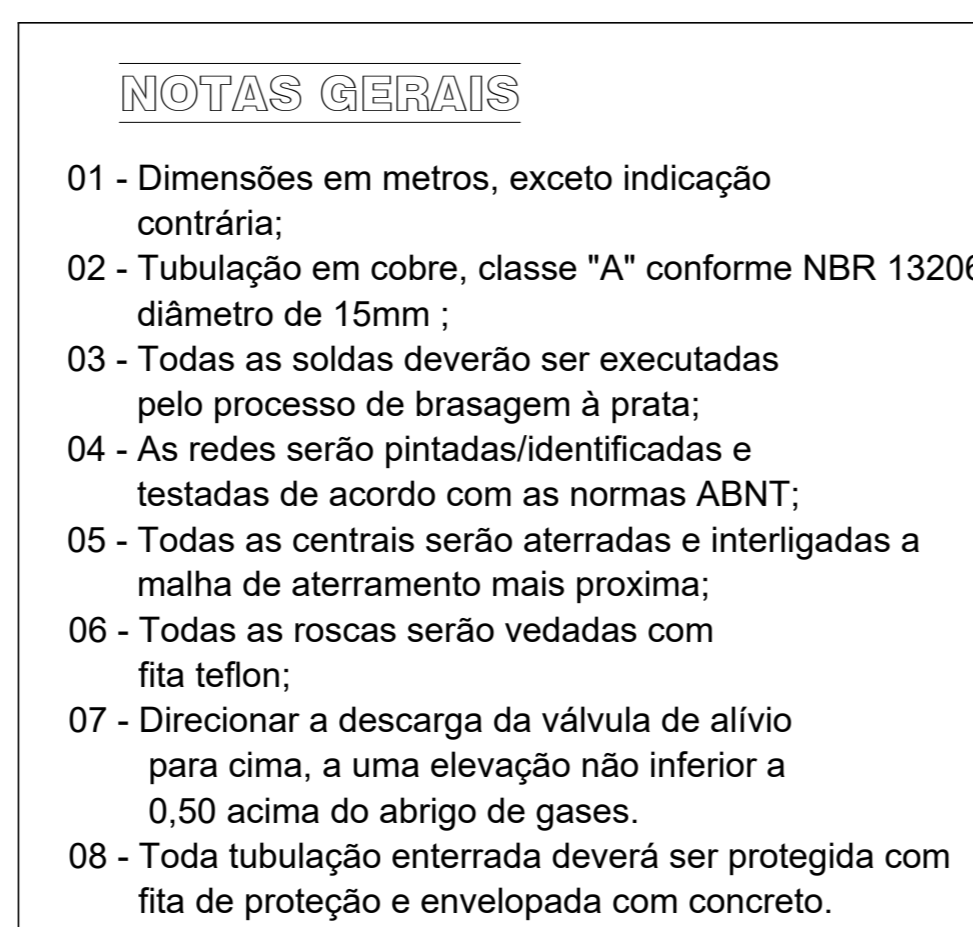 NOTAS GERAIS
01 - Dimensões em metros, exceto indicação
contrária;
02 - Tubulação em cobre, classe "A" conforme NBR 13206
diâmetro de 15mm ;
03 - Todas as soldas deverão ser executadas
pelo processo de brasagem à prata;
04 - As redes serão pintadas/identificadas e
testadas de acordo com as normas ABNT;
05 - Todas as centrais serão aterradas e interligadas a
malha de aterramento mais proxima;
06 - Todas as roscas serão vedadas com
fita teflon;
07 - Direcionar a descarga da válvula de alívio
para cima, a uma elevação não inferior a
0,50 acima do abrigo de gases.
08 - Toda tubulação enterrada deverá ser protegida com
fita de proteção e envelopada com concreto.